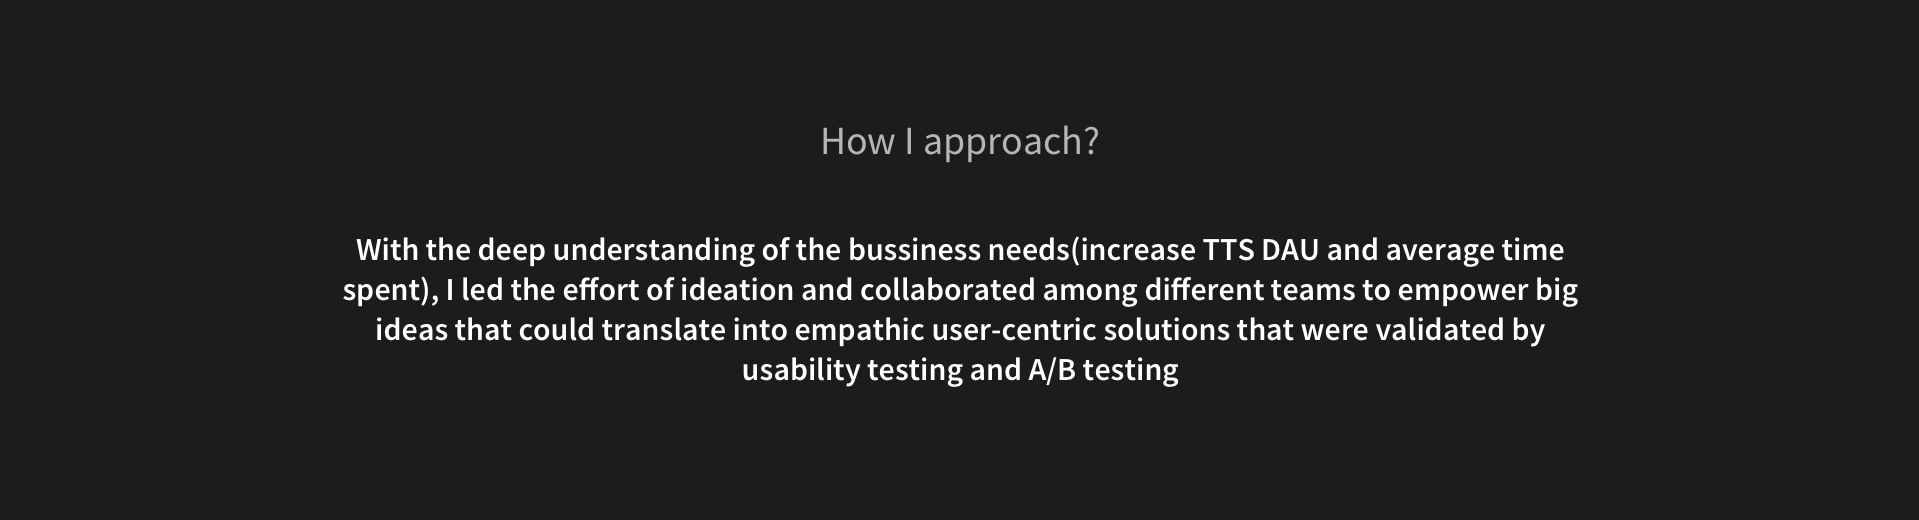 How I approach?
With the deep understanding of the bussiness needs(increase TTS DAU and average time
spent), I led the effort of ideation and collaborated among different teams to empower big
ideas that could translate into empathic user-centric solutions that were validated by
usability testing and A/B testing